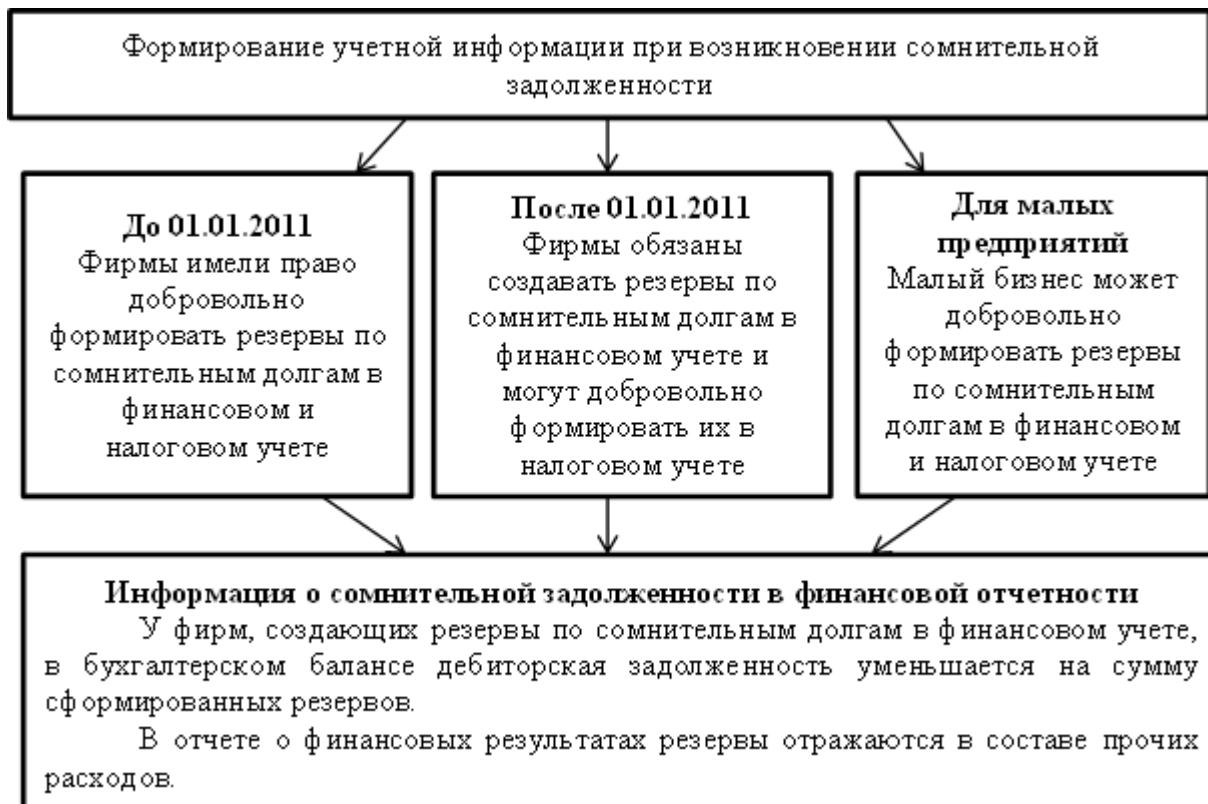 Формирование учетной информации при возникновении сомнительной
задолженности
До 01.01.2011
Фирмы имели право
добровольно
формировать резервы по
сомнительным долгам в
финансовом и
налоговом учете
После 01.01.2011
Фирмы обязаны
создавать резервы по
сомнительным долгам в
финансовом учете и
могут добровольно
формировать их в
налоговом учете
Для малых
предприятий
Малый бизнес может
добровольно
формировать резервы
по сомнительным
долгам в финансовом
и налоговом учете
Информация о сомнительной задолженности в финансовой отчетности
У фирм, создающих резервы по сомнительным долгам в финансовом учете,
в бухгалтерском балансе дебиторская задолженность уменьшается на сумму
сформированных резервов.
В отчете о финансовых результатах резервы отражаются в составе прочих
расходов.